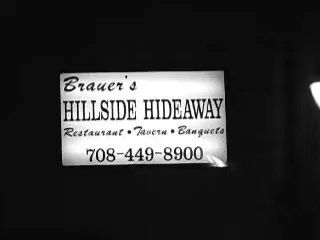 Brauer's
HILLSIDE HIDEAWAY
Restaurant • Tavern • Banquets
708-449-8900